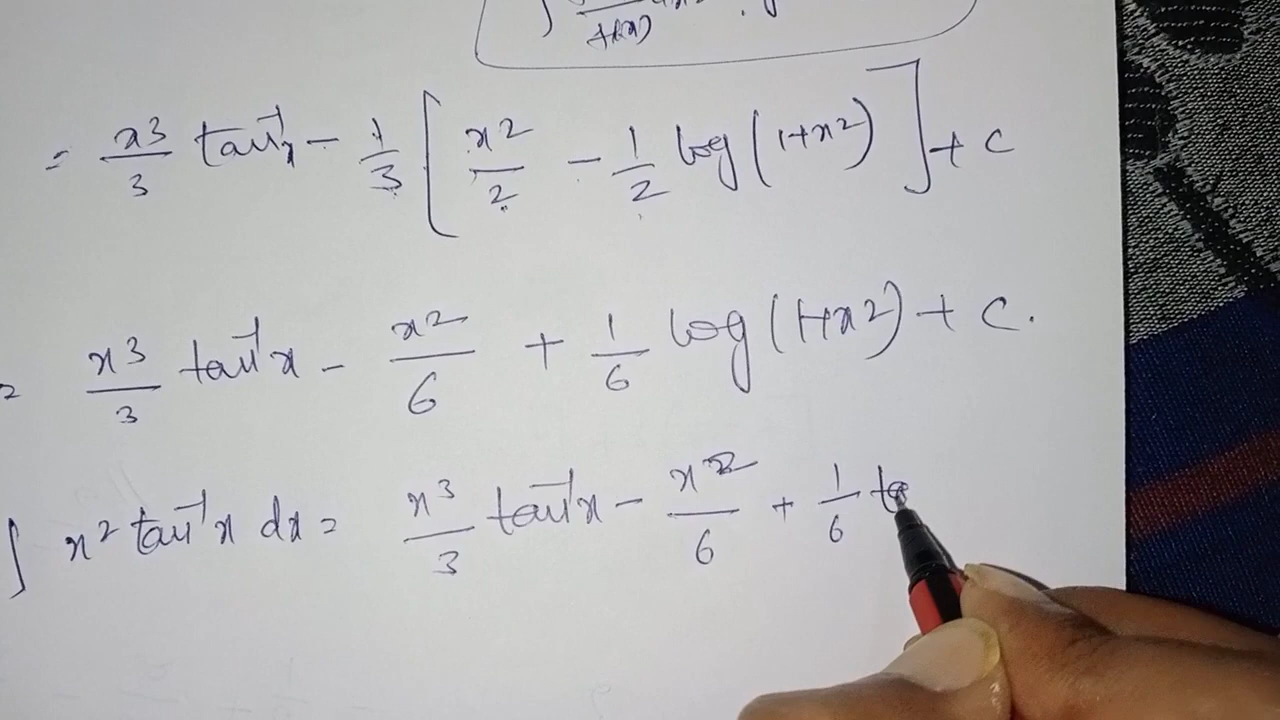 = x³/3 tan⁻¹x - 1/3 [ x²/2 - 1/2 log(1+x²) ] + c
= x³/3 tan⁻¹x - x²/6 + 1/6 log(1+x²) + c.
∫ x² tan⁻¹x dx = x³/3 tan⁻¹x - x²/6 + 1/6